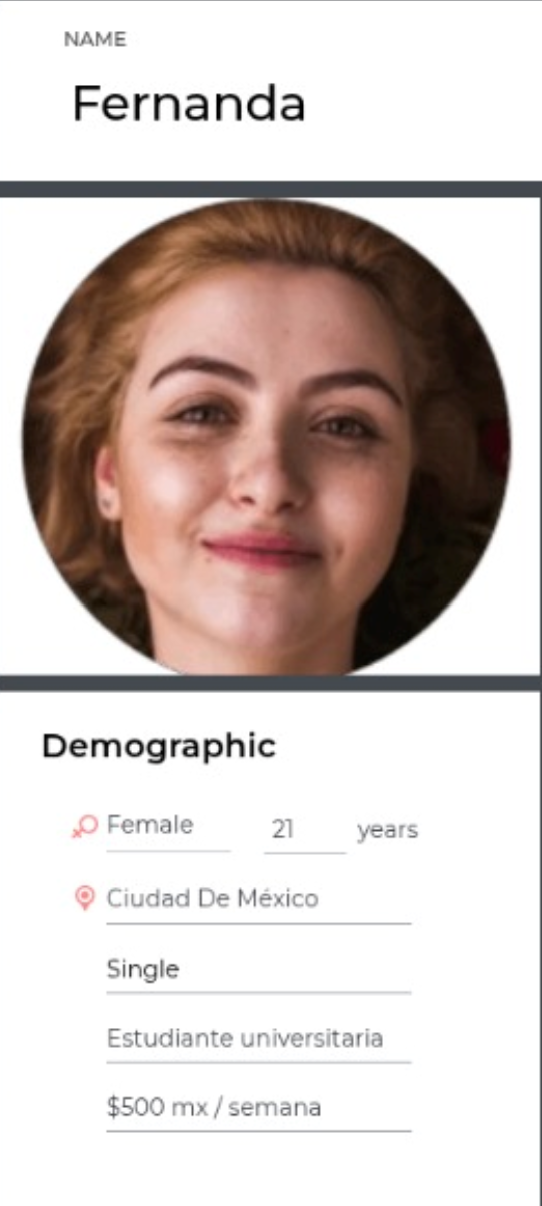 NAME
Fernanda
Demographic
Female 21 years
Ciudad De México
Single
Estudiante universitaria
$500 mx / semana